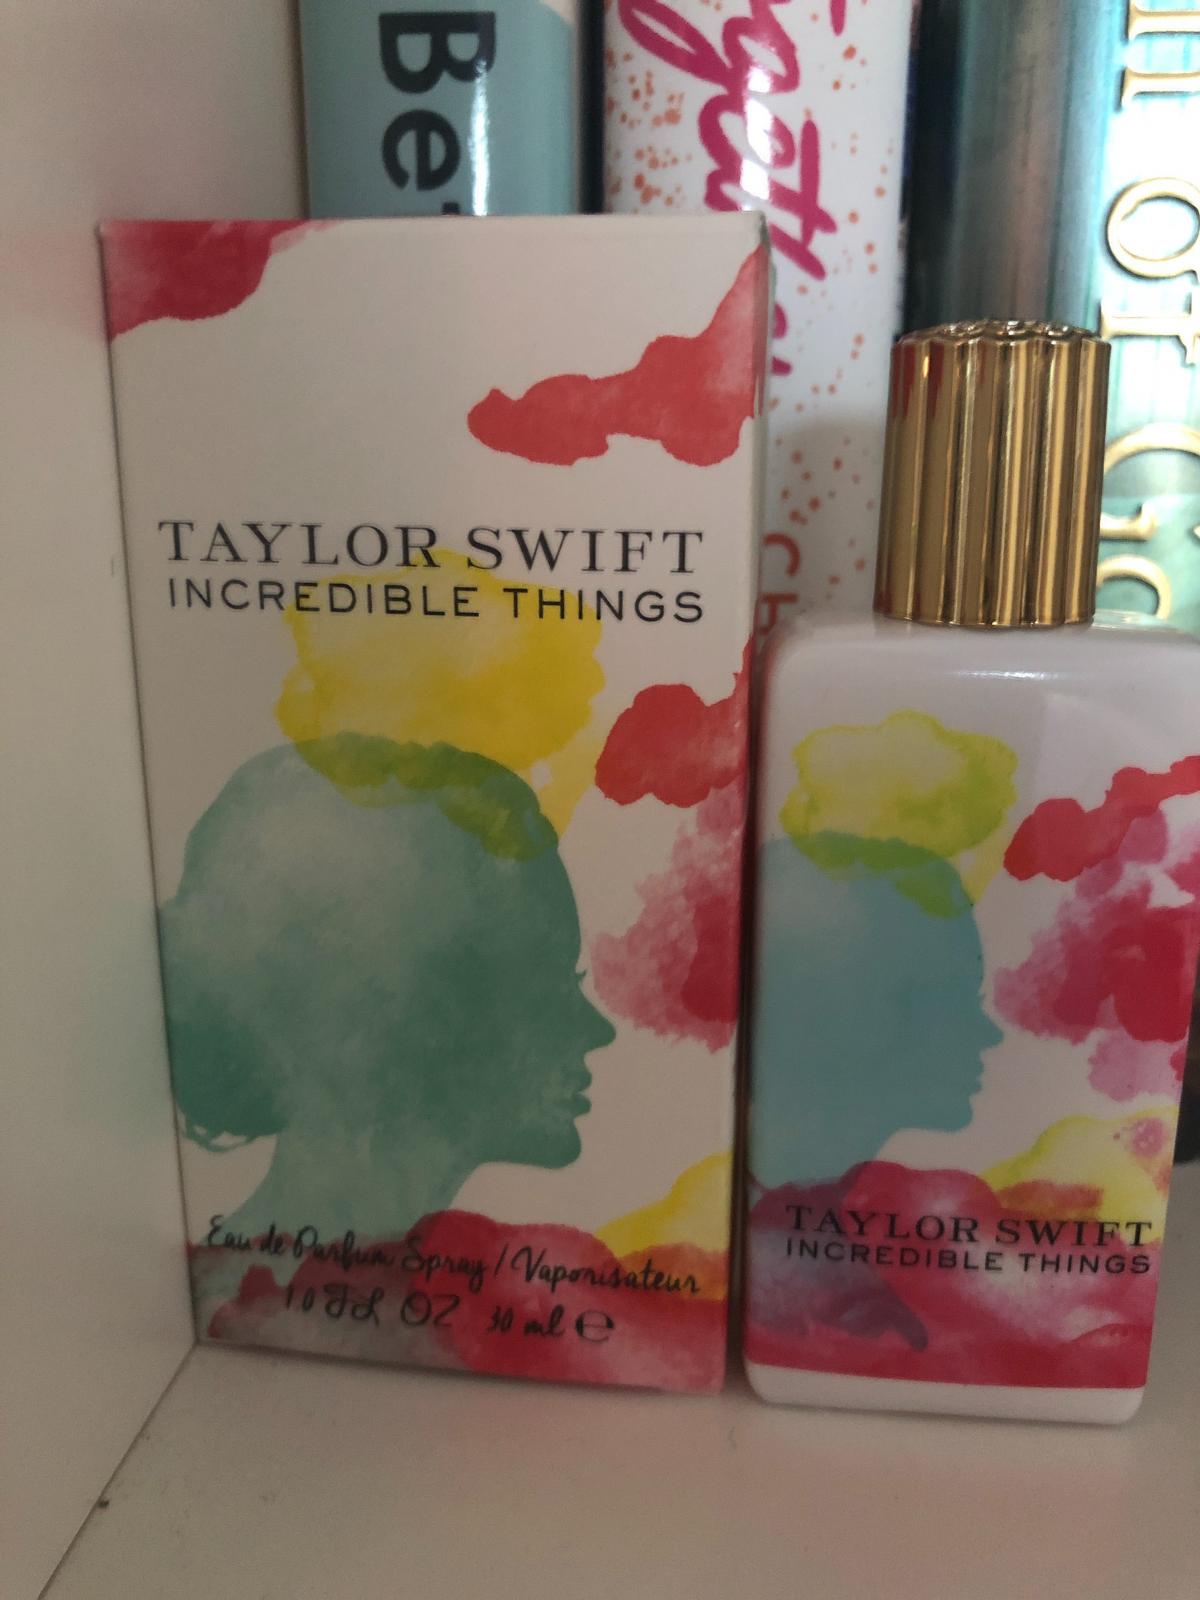 TAYLOR SWIFT
INCREDIBLE THINGS
Eau de Parfum Spray / Vaporisateur
1.0 FL OZ 30 ml e
TAYLOR SWIFT
INCREDIBLE THINGS
of